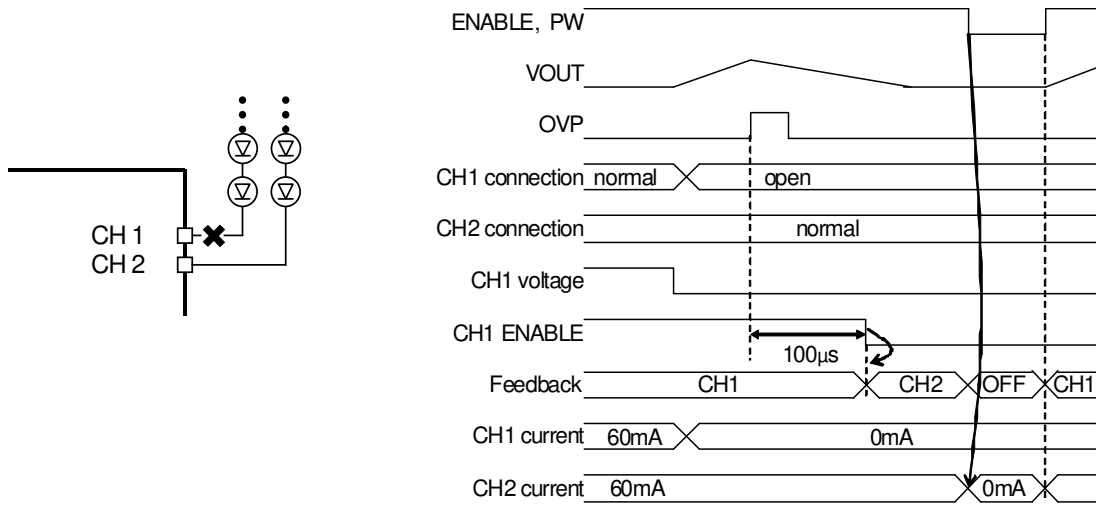 ENABLE, PW
VOUT
OVP
CH1 connection normal open
CH2 connection normal
CH1 voltage
CH1 ENABLE
100µs
Feedback CH1 CH2 OFF CH1
CH1 current 60mA 0mA
CH2 current 60mA 0mA
CH 1
CH 2